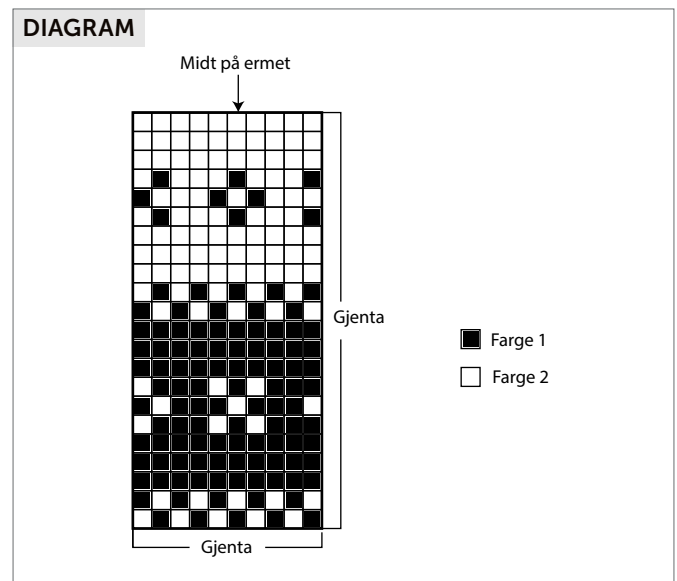 DIAGRAM
Midt på ermet
Gjenta
Farge 1
Farge 2
Gjenta